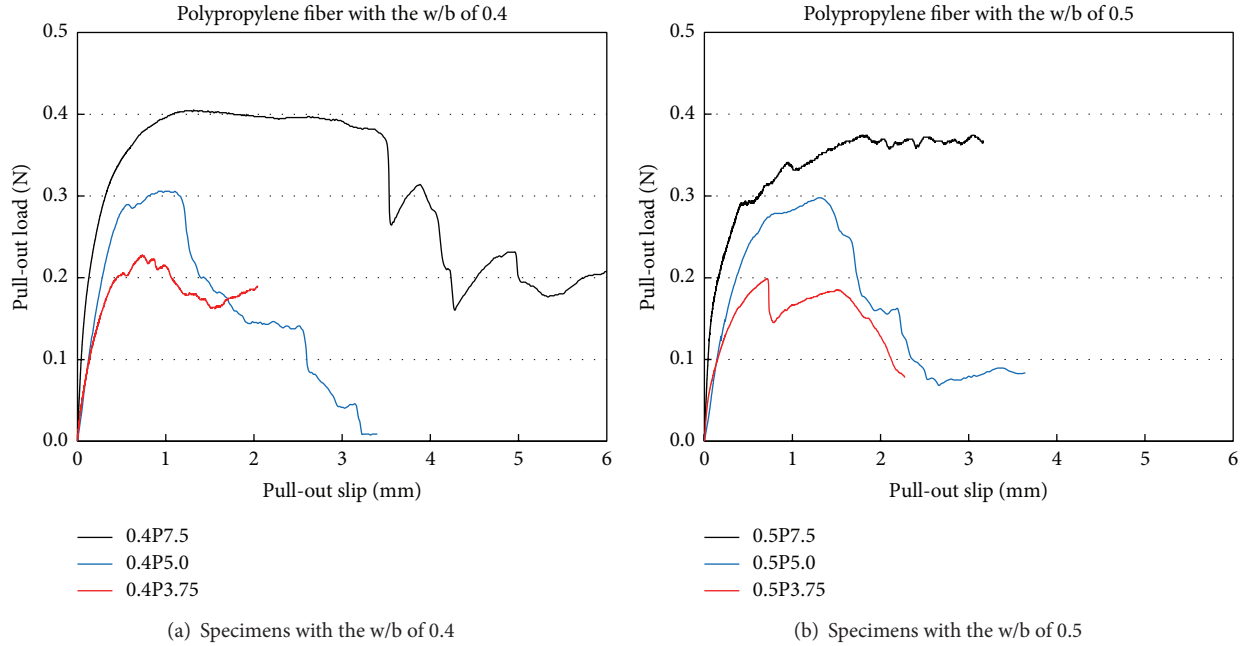 Polypropylene fiber with the w/b of 0.4
0.5
0.4
0.3
0.2
0.1
0.0
Pull-out load (N)
0 1 2 3 4 5 6
Pull-out slip (mm)
0.4P7.5
0.4P5.0
0.4P3.75
(a) Specimens with the w/b of 0.4
Polypropylene fiber with the w/b of 0.5
0.5
0.4
0.3
0.2
0.1
0.0
Pull-out load (N)
0 1 2 3 4 5 6
Pull-out slip (mm)
0.5P7.5
0.5P5.0
0.5P3.75
(b) Specimens with the w/b of 0.5